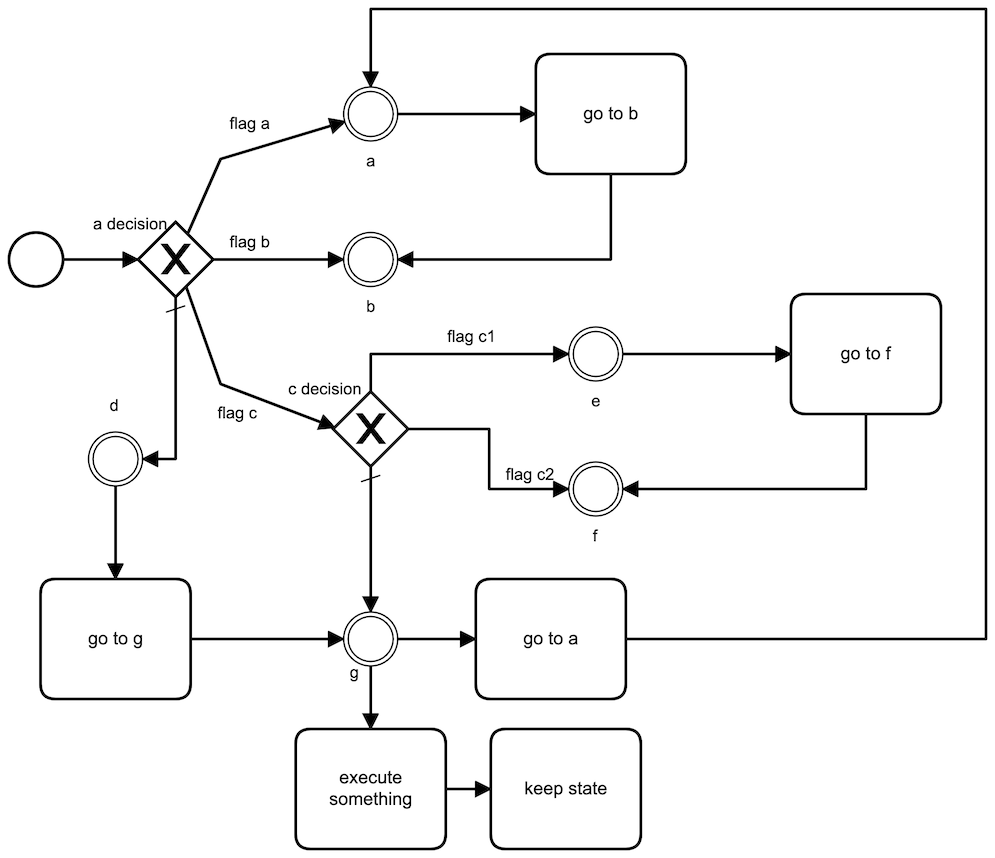 go to b
flag a
a
a decision
flag b
b
flag c1
go to f
c decision
e
d
flag c
flag c2
f
go to g
go to a
g
execute
something
keep state